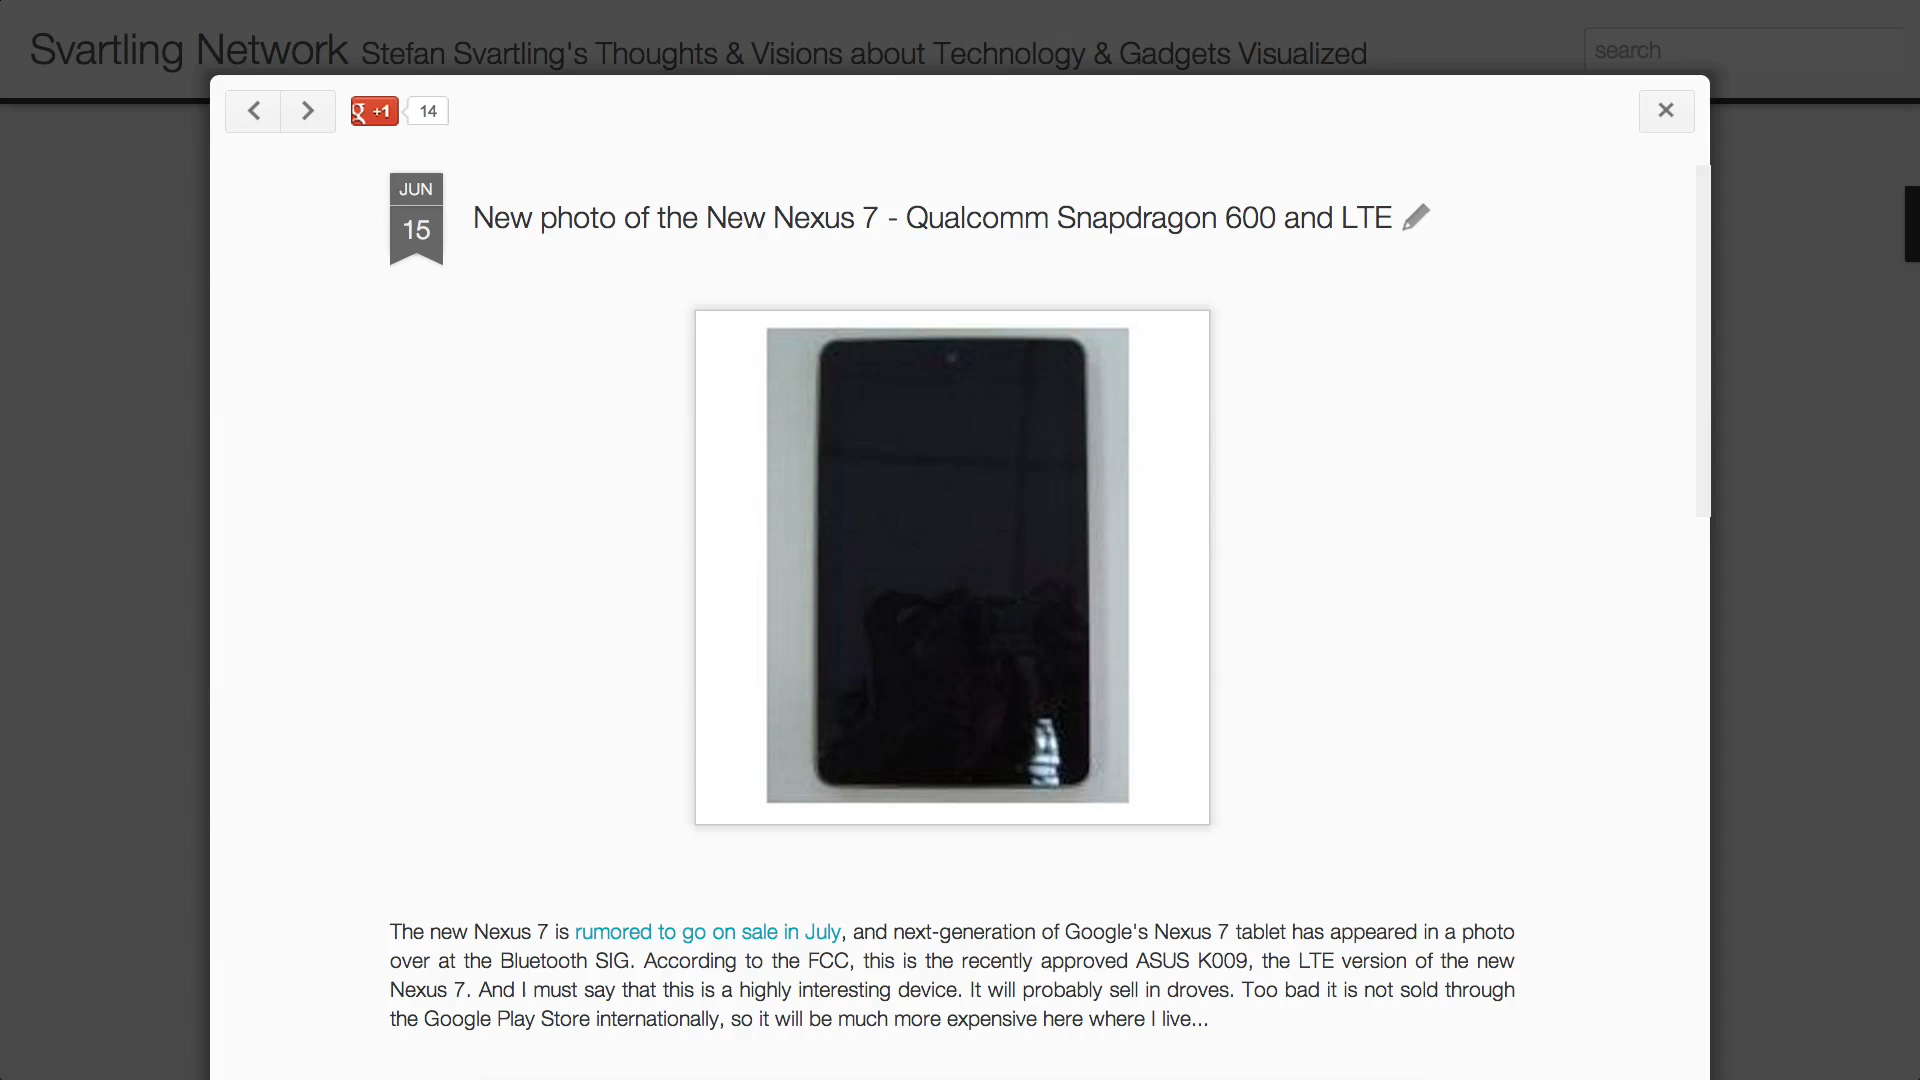 Svartling Network Stefan Svartling's Thoughts & Visions about Technology & Gadgets Visualized
search
g +1 14
JUN
15
New photo of the New Nexus 7 - Qualcomm Snapdragon 600 and LTE
The new Nexus 7 is rumored to go on sale in July, and next-generation of Google's Nexus 7 tablet has appeared in a photo
over at the Bluetooth SIG. According to the FCC, this is the recently approved ASUS K009, the LTE version of the new
Nexus 7. And I must say that this is a highly interesting device. It will probably sell in droves. Too bad it is not sold through
the Google Play Store internationally, so it will be much more expensive here where I live...